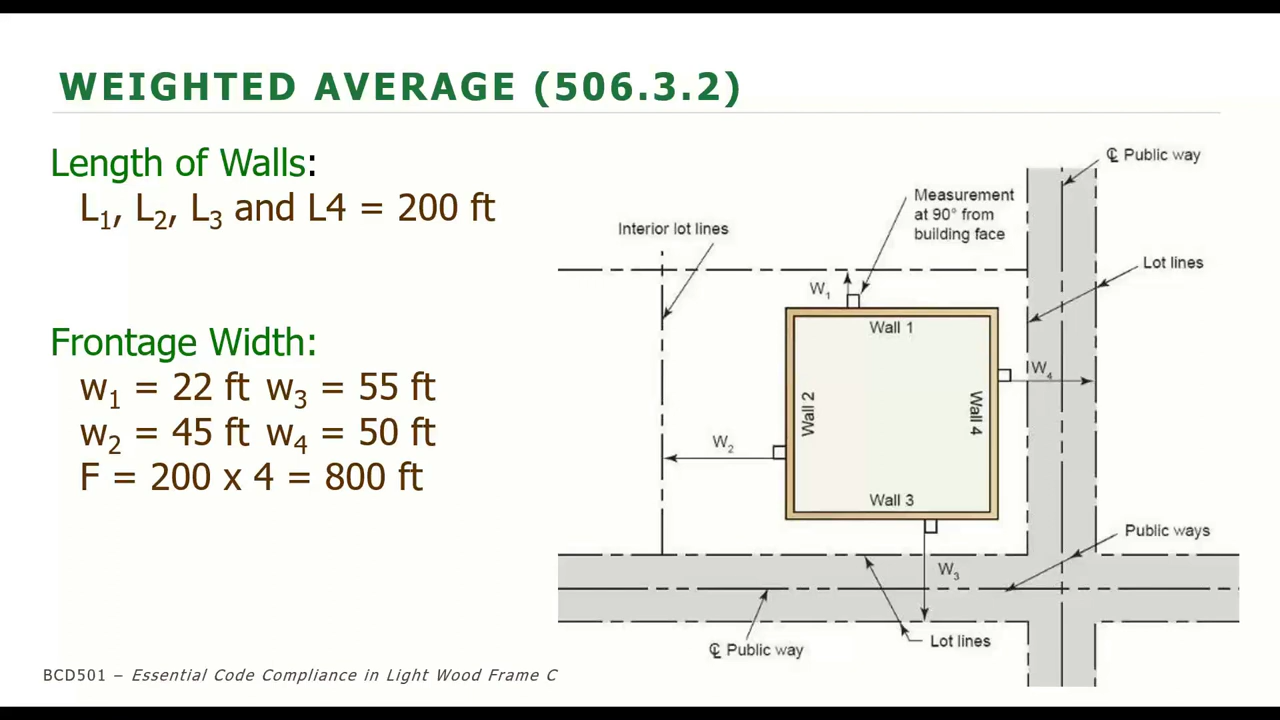 WEIGHTED AVERAGE (506.3.2)
Length of Walls:
L1, L2, L3 and L4 = 200 ft
Frontage Width:
w1 = 22 ft w3 = 55 ft
w2 = 45 ft w4 = 50 ft
F = 200 x 4 = 800 ft
℄ Public way
Measurement
at 90° from
building face
Interior lot lines
Lot lines
W1
Wall 1
W4
Wall 2
Wall 4
W2
Wall 3
Public ways
W3
℄ Public way
Lot lines
BCD501 – Essential Code Compliance in Light Wood Frame C